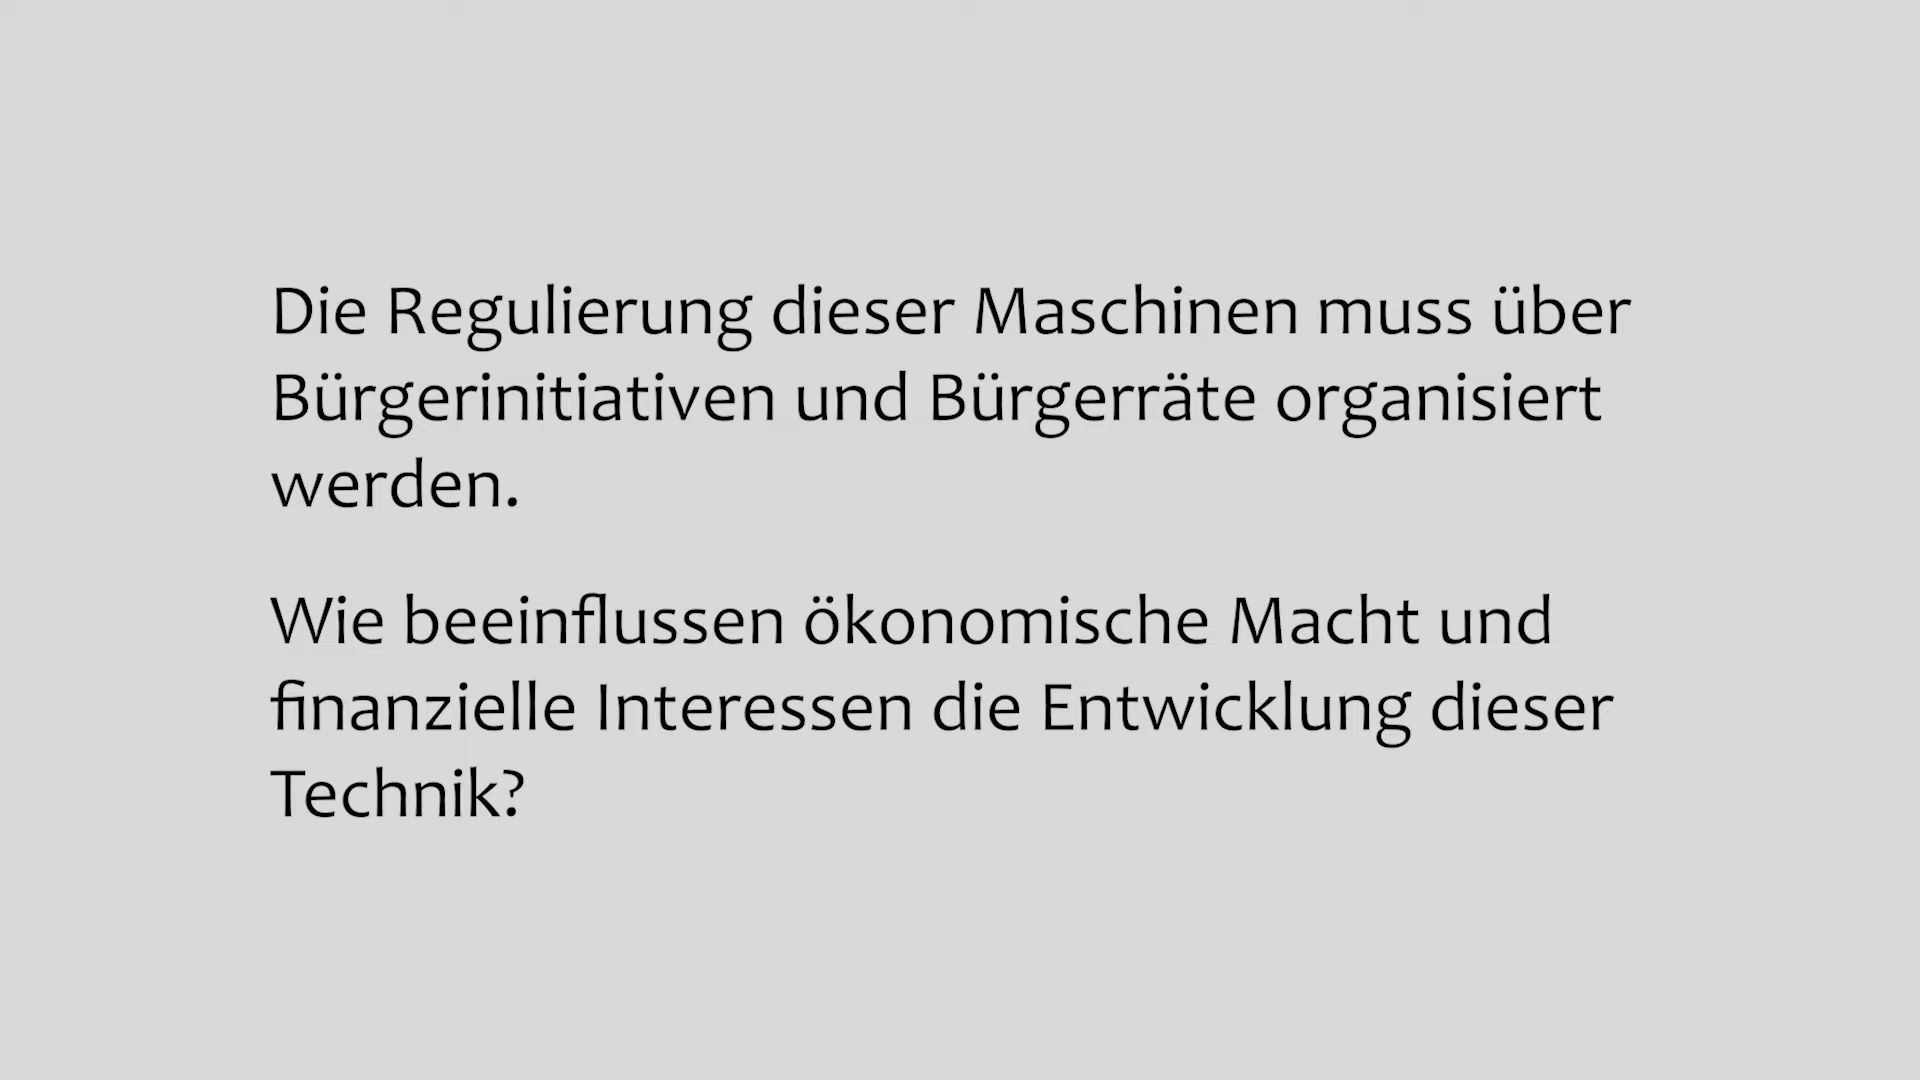 Die Regulierung dieser Maschinen muss über
Bürgerinitiativen und Bürgerräte organisiert
werden.
Wie beeinflussen ökonomische Macht und
finanzielle Interessen die Entwicklung dieser
Technik?